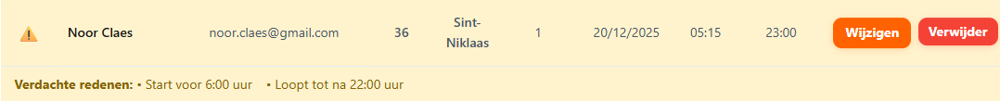 Noor Claes noor.claes@gmail.com 36 Sint-Niklaas 1 20/12/2025 05:15 23:00 Wijzigen Verwijder
Verdachte redenen: • Start voor 6:00 uur • Loopt tot na 22:00 uur